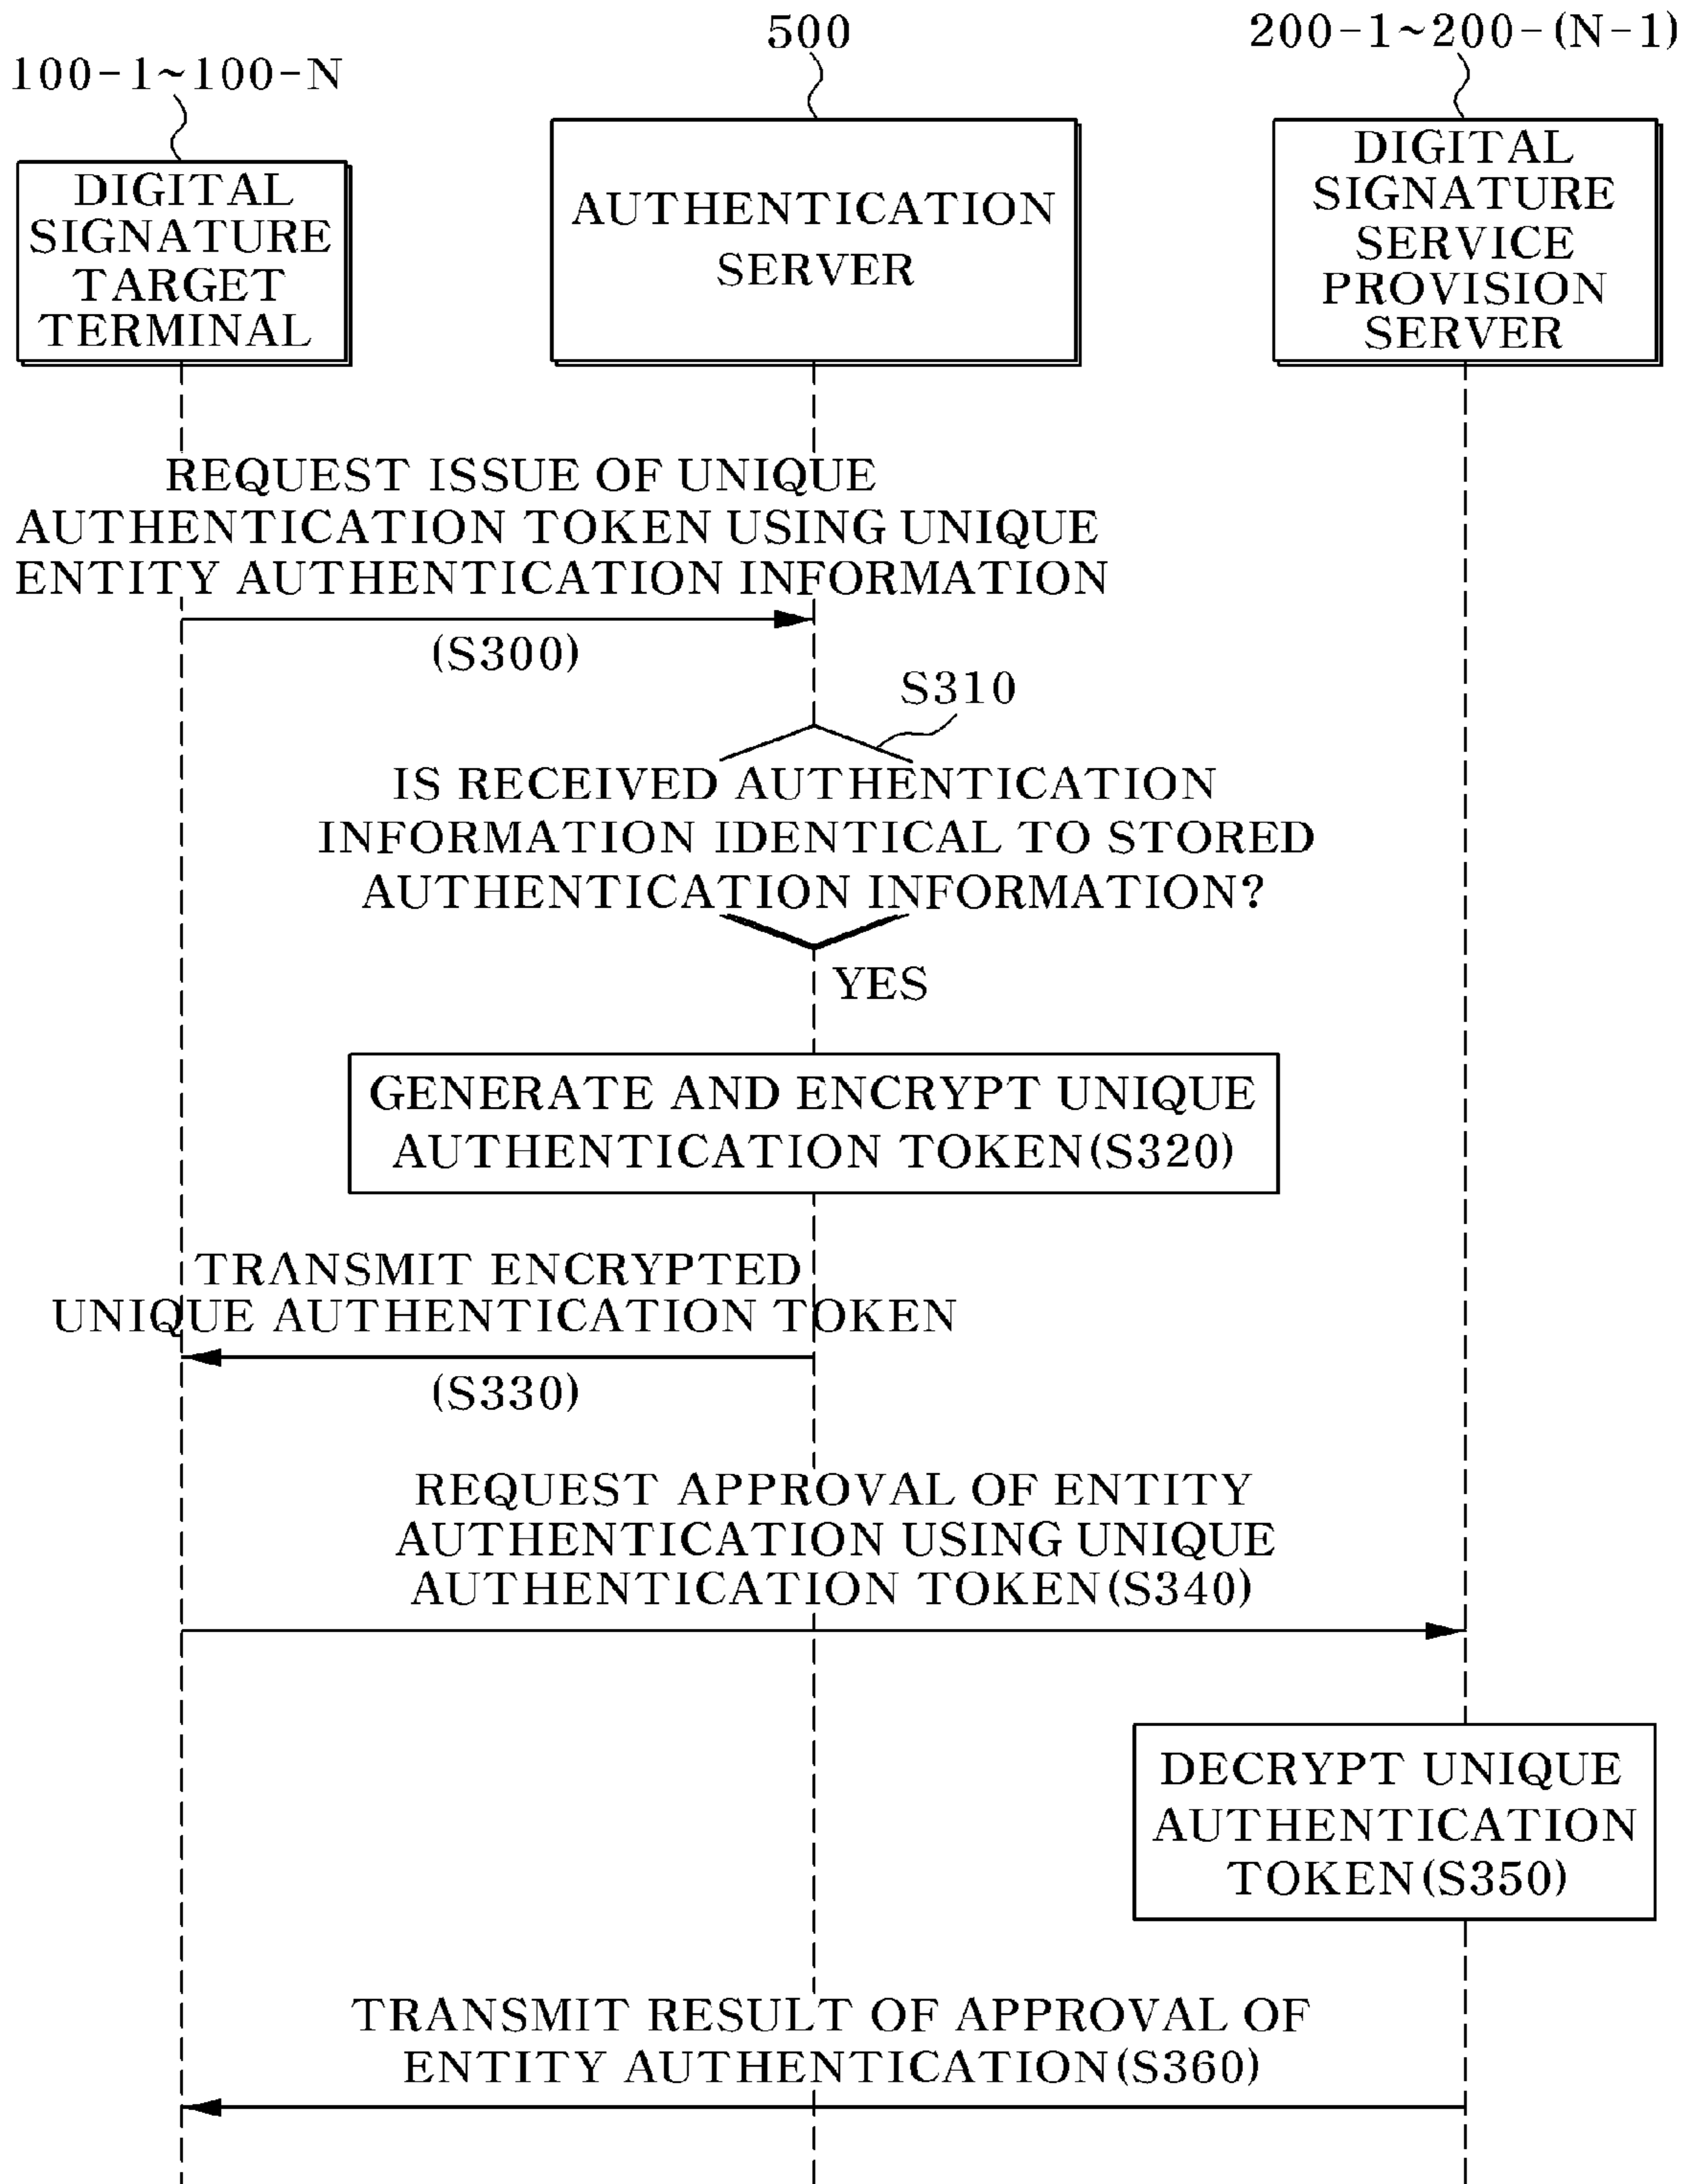 500
200-1~200-(N-1)
100-1~100-N
DIGITAL
SIGNATURE
TARGET
TERMINAL
AUTHENTICATION
SERVER
DIGITAL
SIGNATURE
SERVICE
PROVISION
SERVER
REQUEST ISSUE OF UNIQUE
AUTHENTICATION TOKEN USING UNIQUE
ENTITY AUTHENTICATION INFORMATION
(S300)
S310
IS RECEIVED AUTHENTICATION
INFORMATION IDENTICAL TO STORED
AUTHENTICATION INFORMATION?
YES
GENERATE AND ENCRYPT UNIQUE
AUTHENTICATION TOKEN(S320)
TRANSMIT ENCRYPTED
UNIQUE AUTHENTICATION TOKEN
(S330)
REQUEST APPROVAL OF ENTITY
AUTHENTICATION USING UNIQUE
AUTHENTICATION TOKEN(S340)
DECRYPT UNIQUE
AUTHENTICATION
TOKEN(S350)
TRANSMIT RESULT OF APPROVAL OF
ENTITY AUTHENTICATION(S360)